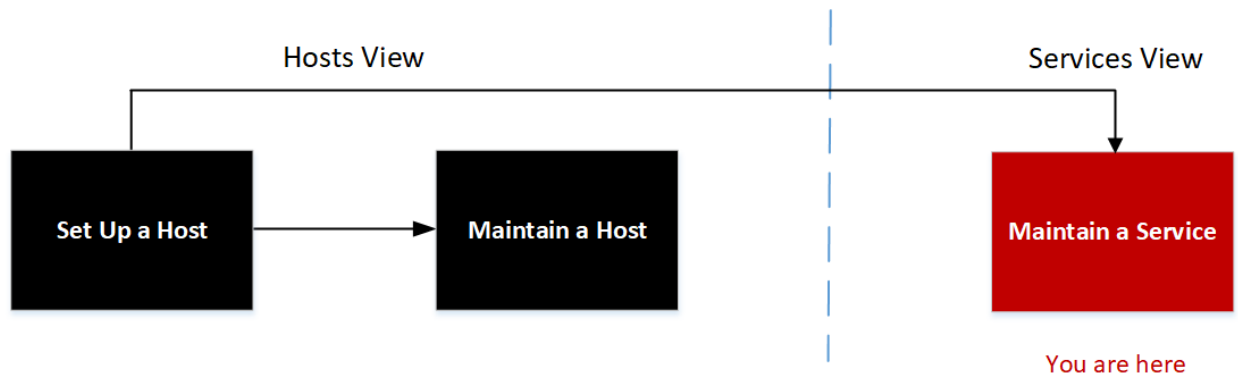 Hosts View
Services View
Set Up a Host
Maintain a Host
Maintain a Service
You are here